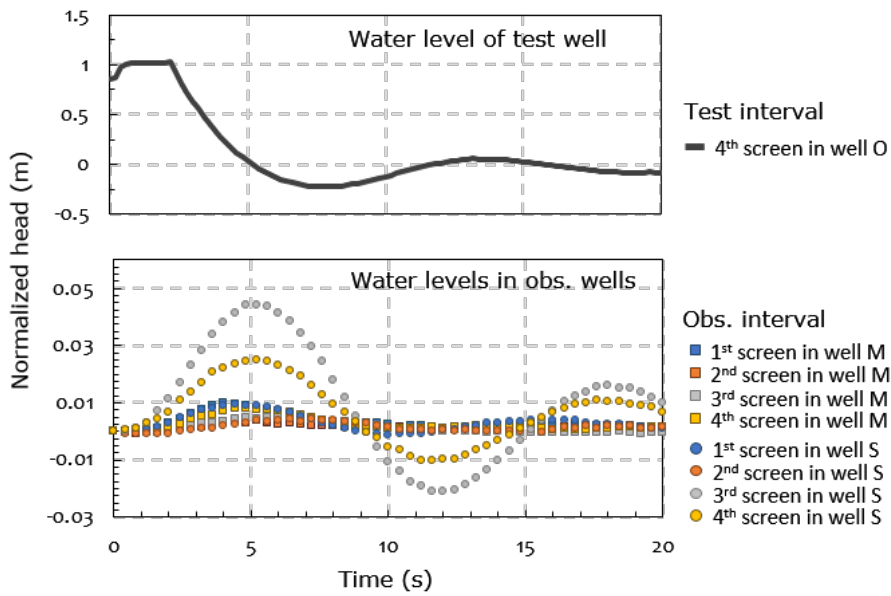 1.5
1
0.5
0
-0.5
Water level of test well
Test interval
4th screen in well O
Normalized head (m)
0.05
0.03
0.01
-0.01
-0.03
Water levels in obs. wells
0 5 10 15 20
Time (s)
Obs. interval
1st screen in well M
2nd screen in well M
3rd screen in well M
4th screen in well M
1st screen in well S
2nd screen in well S
3rd screen in well S
4th screen in well S